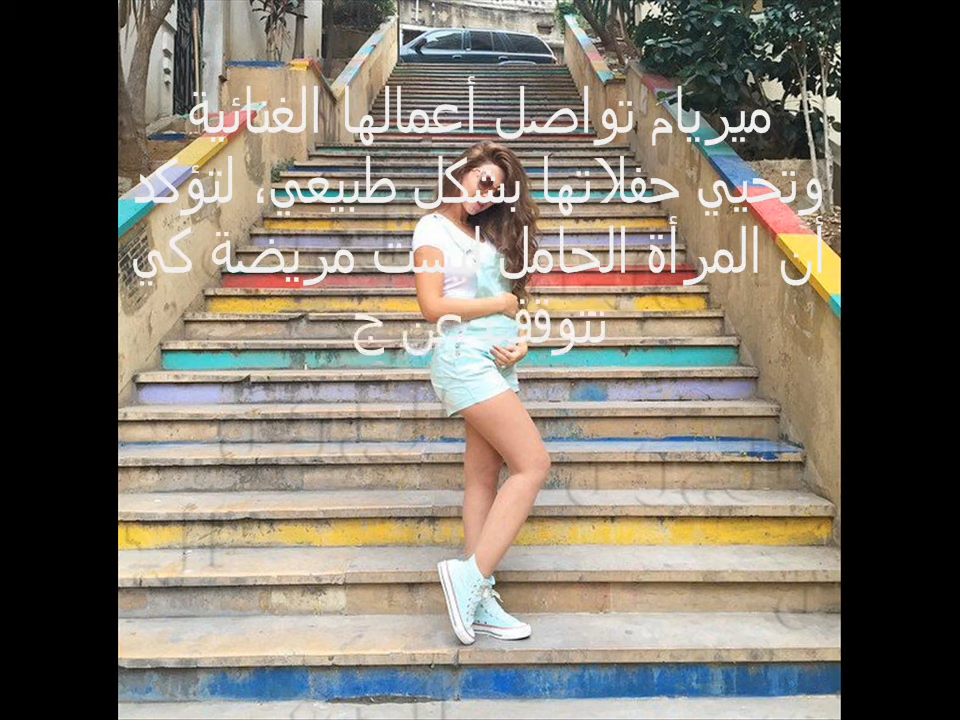 ميريام تواصل أعمالها الغنائية
وتحيي حفلاتها بشكل طبيعي، لتؤكد
أن المرأة الحامل ليست مريضة كي
تتوقف عن ج